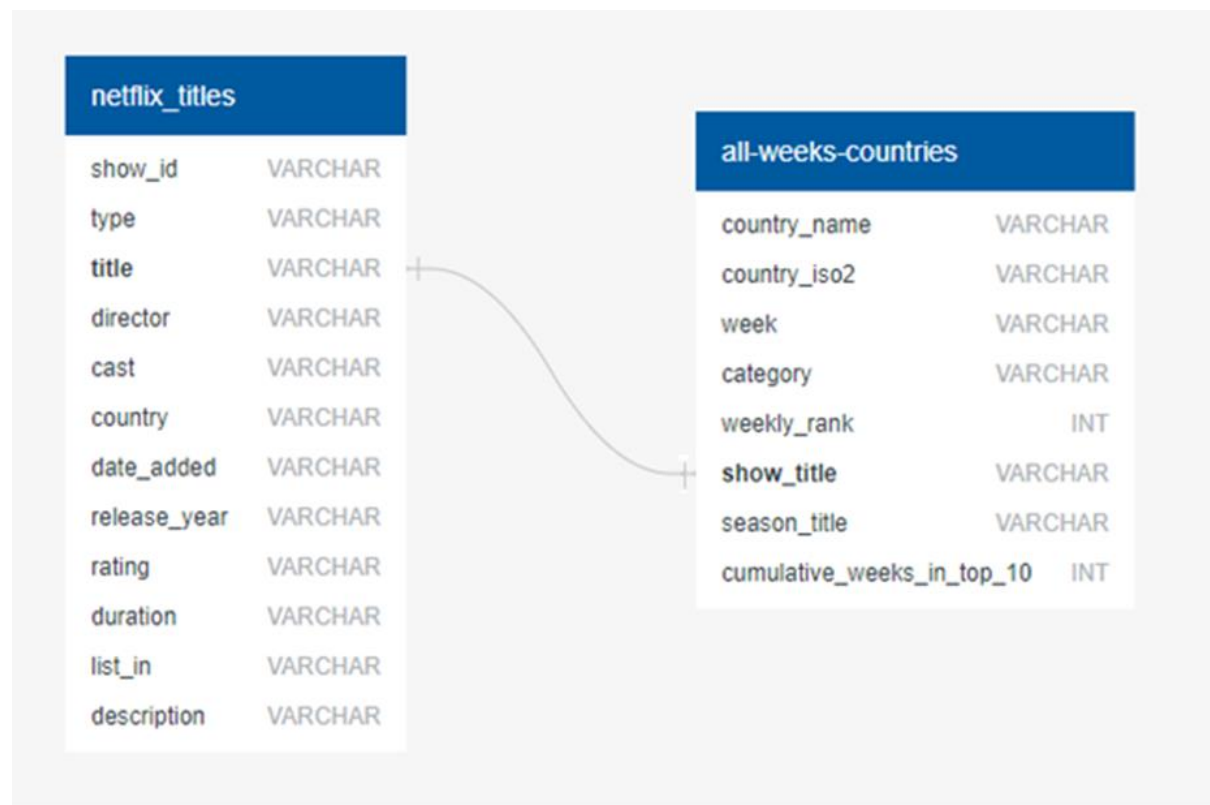 netflix_titles
show_id VARCHAR
type VARCHAR
title VARCHAR
director VARCHAR
cast VARCHAR
country VARCHAR
date_added VARCHAR
release_year VARCHAR
rating VARCHAR
duration VARCHAR
list_in VARCHAR
description VARCHAR
all-weeks-countries
country_name VARCHAR
country_iso2 VARCHAR
week VARCHAR
category VARCHAR
weekly_rank INT
show_title VARCHAR
season_title VARCHAR
cumulative_weeks_in_top_10 INT